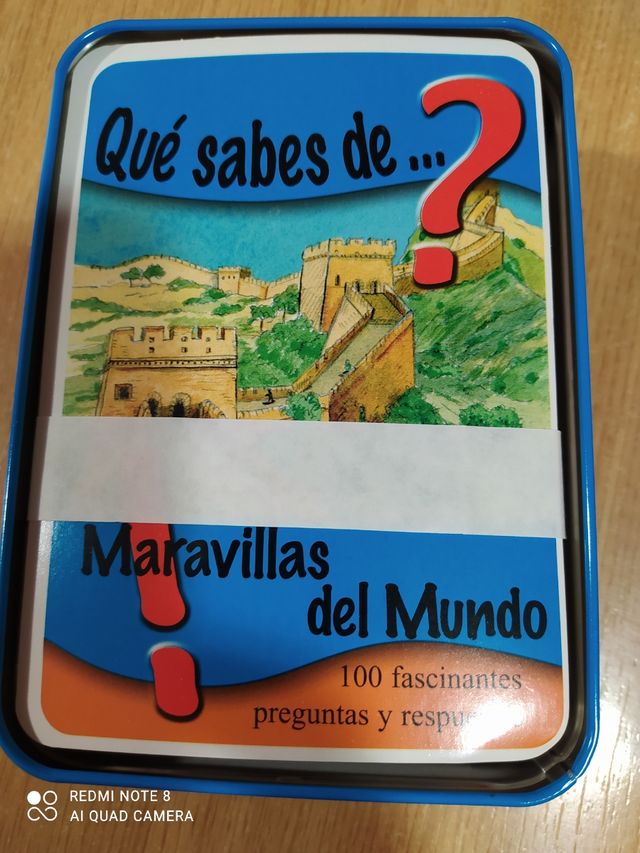 Qué sabes de ...?
Maravillas
del Mundo
100 fascinantes
preguntas y
REDMI NOTE 8
AI QUAD CAMERA